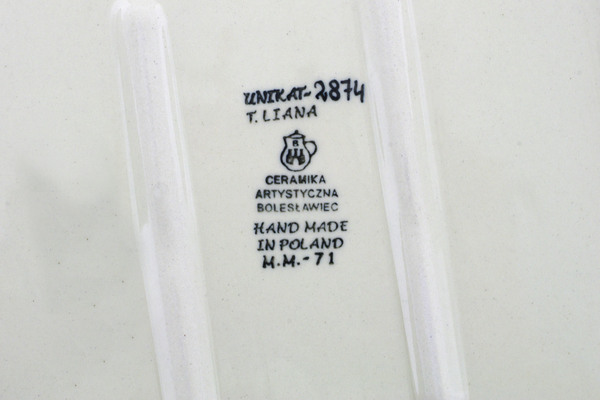 UNIKAT-2874
T. LIANA
B
CERAMIKA
ARTYSTYCZNA
BOLESŁAWIEC
HAND MADE
IN POLAND
M.M.-71